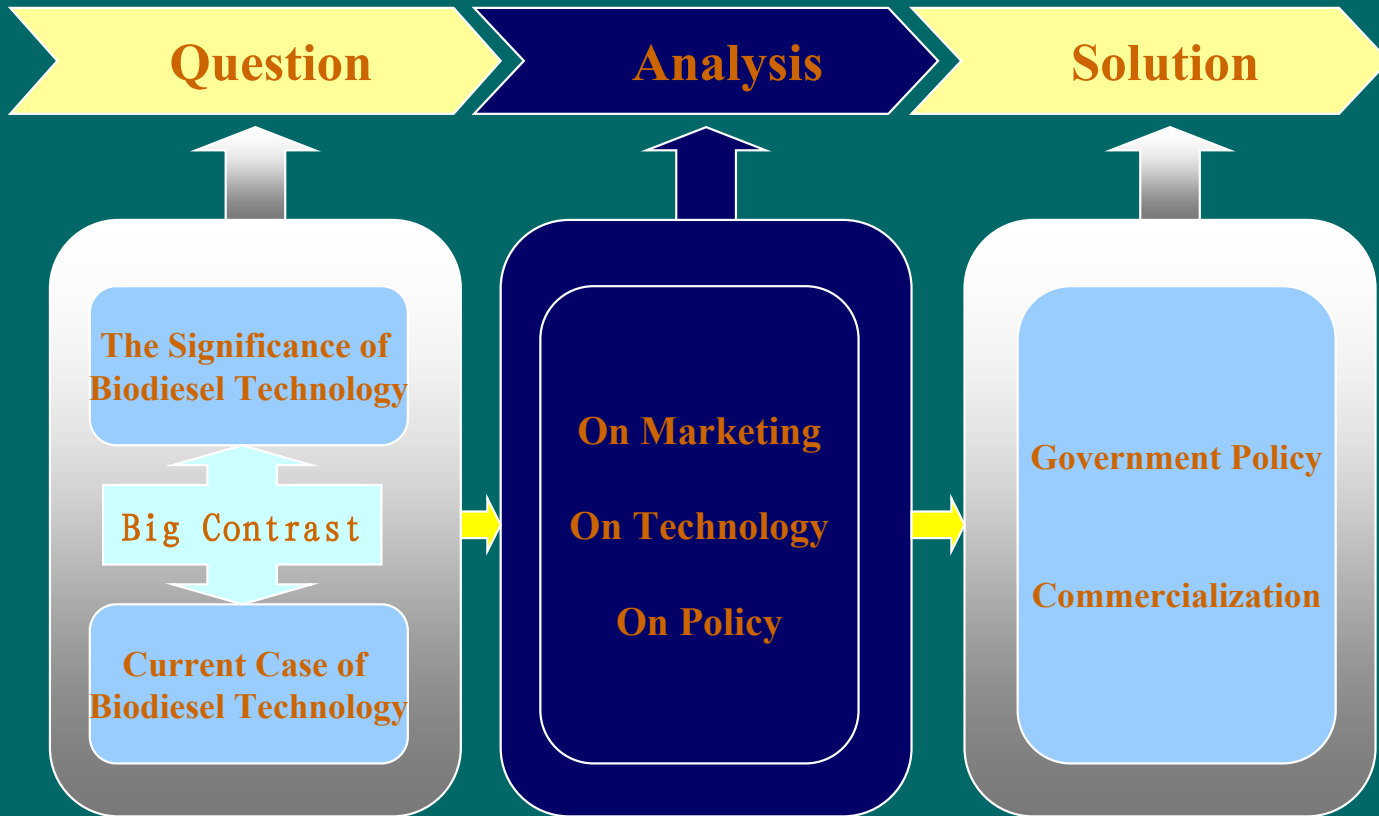 Question
Analysis
Solution
The Significance of
Biodiesel Technology
Big Contrast
Current Case of
Biodiesel Technology
On Marketing
On Technology
On Policy
Government Policy
Commercialization